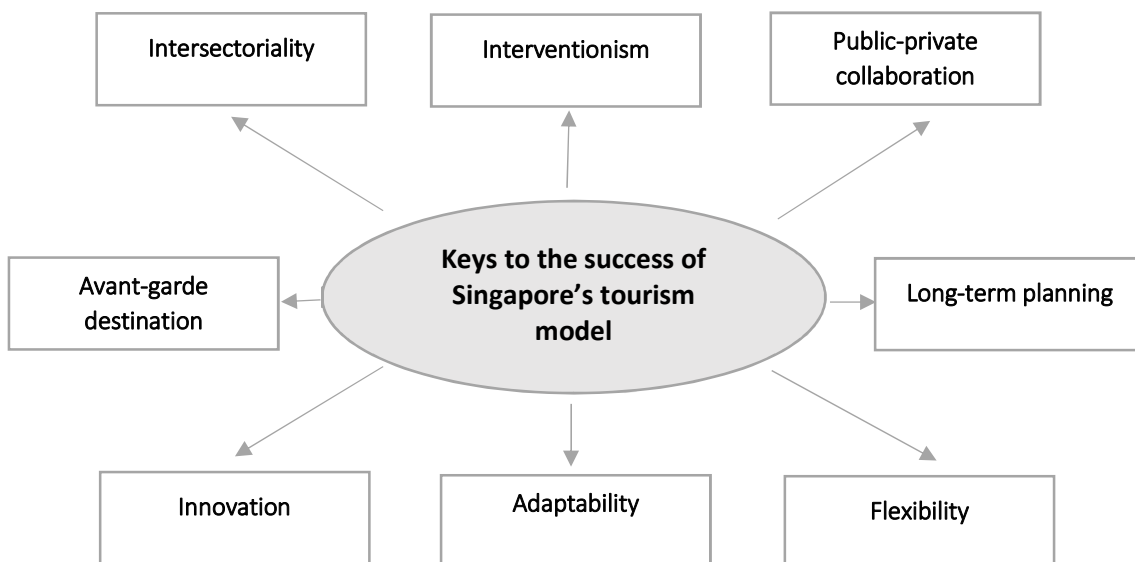 Intersectoriality
Interventionism
Public-private
collaboration
Avant-garde
destination
Keys to the success of
Singapore’s tourism
model
Long-term planning
Innovation
Adaptability
Flexibility